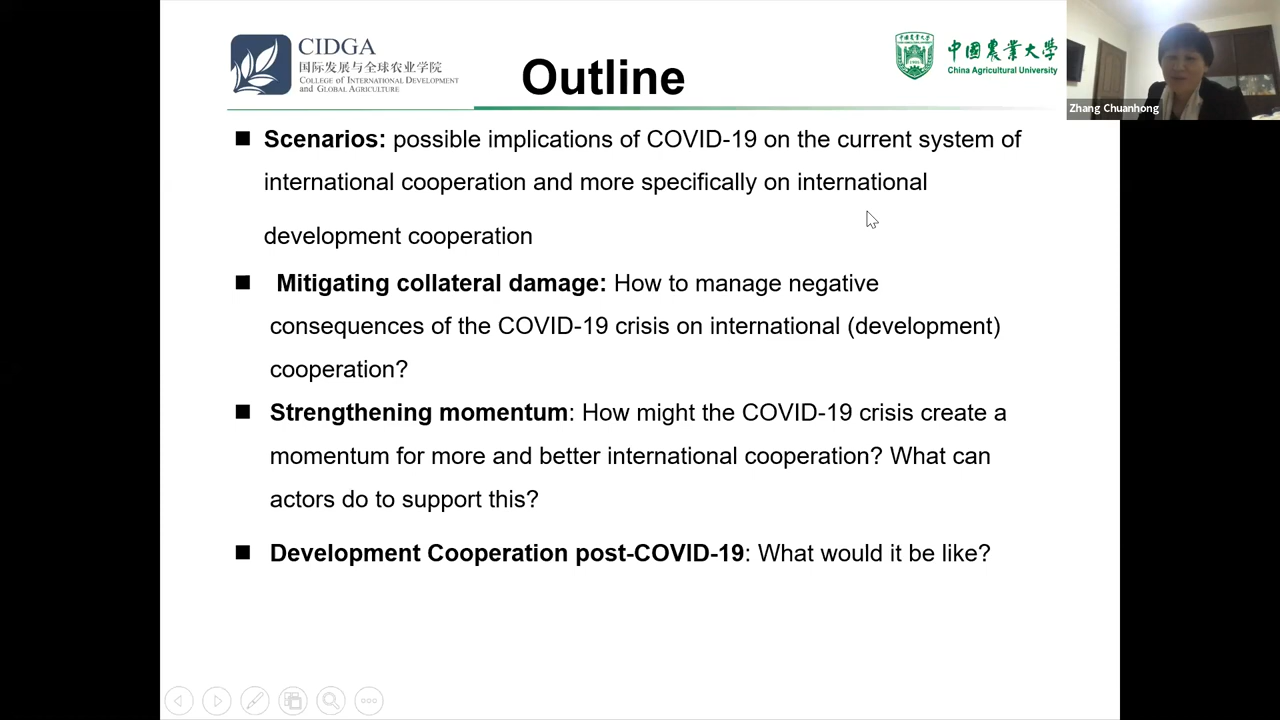 CIDGA
国际发展与全球农业学院
COLLEGE OF INTERNATIONAL DEVELOPMENT
AND GLOBAL AGRICULTURE
Outline
中国农业大学
China Agricultural University
Zhang Chuanhong
■ Scenarios: possible implications of COVID-19 on the current system of
international cooperation and more specifically on international
development cooperation
■ Mitigating collateral damage: How to manage negative
consequences of the COVID-19 crisis on international (development)
cooperation?
■ Strengthening momentum: How might the COVID-19 crisis create a
momentum for more and better international cooperation? What can
actors do to support this?
■ Development Cooperation post-COVID-19: What would it be like?